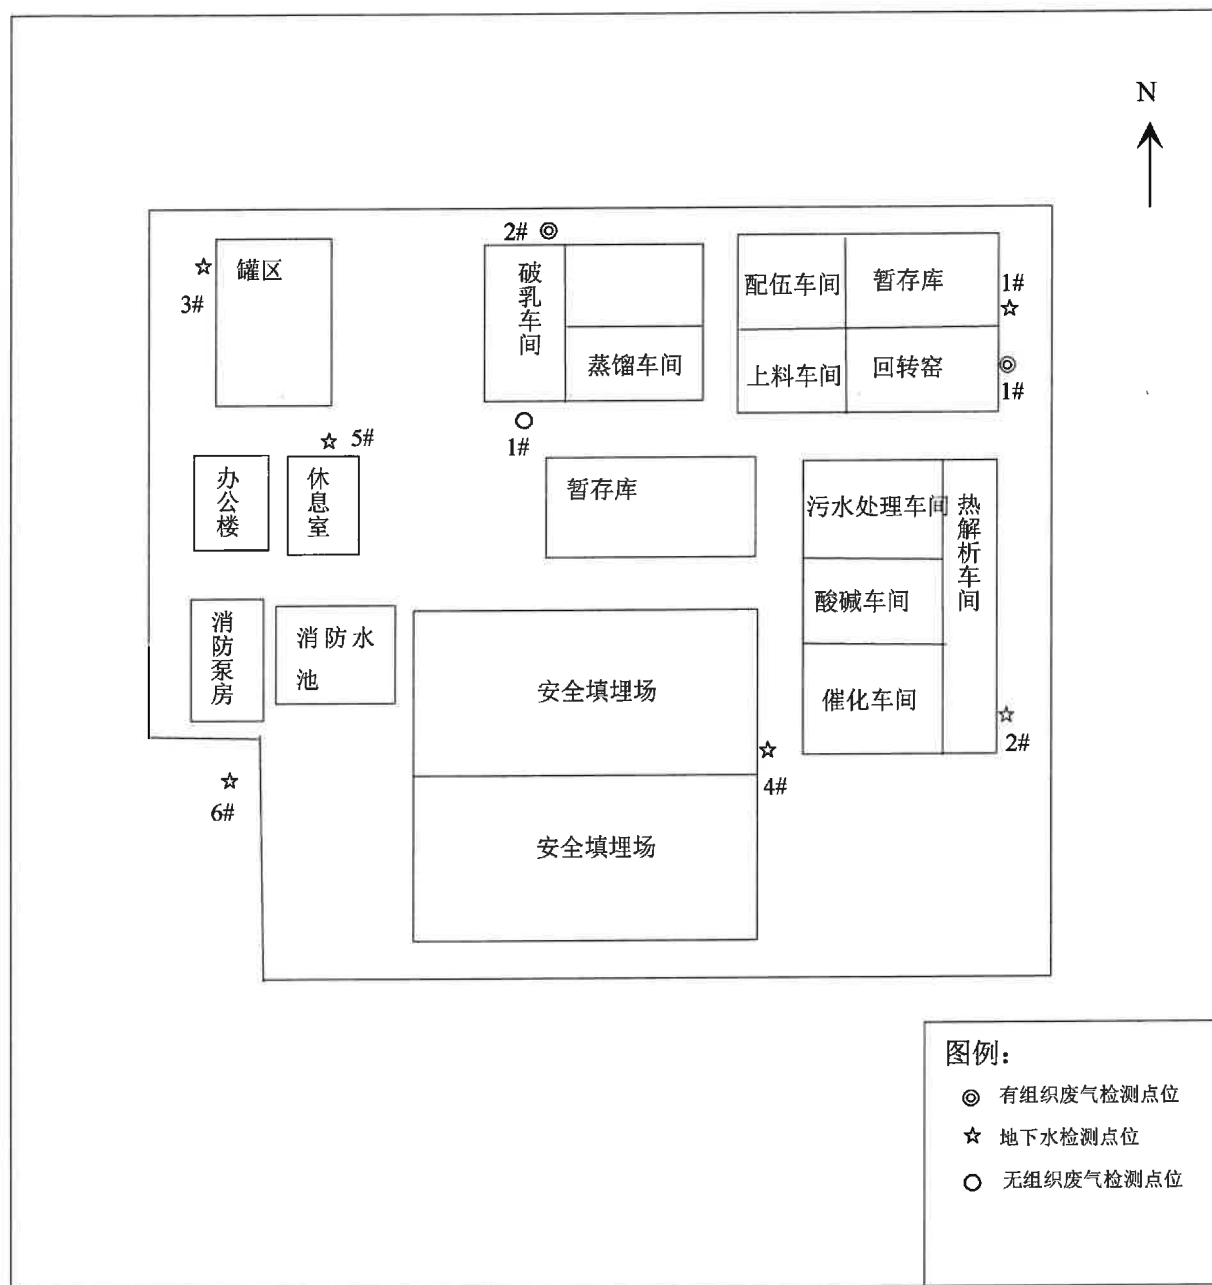 N
2#
罐区
3#
破乳车间
蒸馏车间
配伍车间
暂存库
1#
上料车间
回转窑
1#
1#
5#
办公楼
休息室
暂存库
污水处理车间
热解析车间
酸碱车间
催化车间
2#
消防泵房
消防水
池
安全填埋场
4#
6#
安全填埋场
图例：
有组织废气检测点位
地下水检测点位
无组织废气检测点位